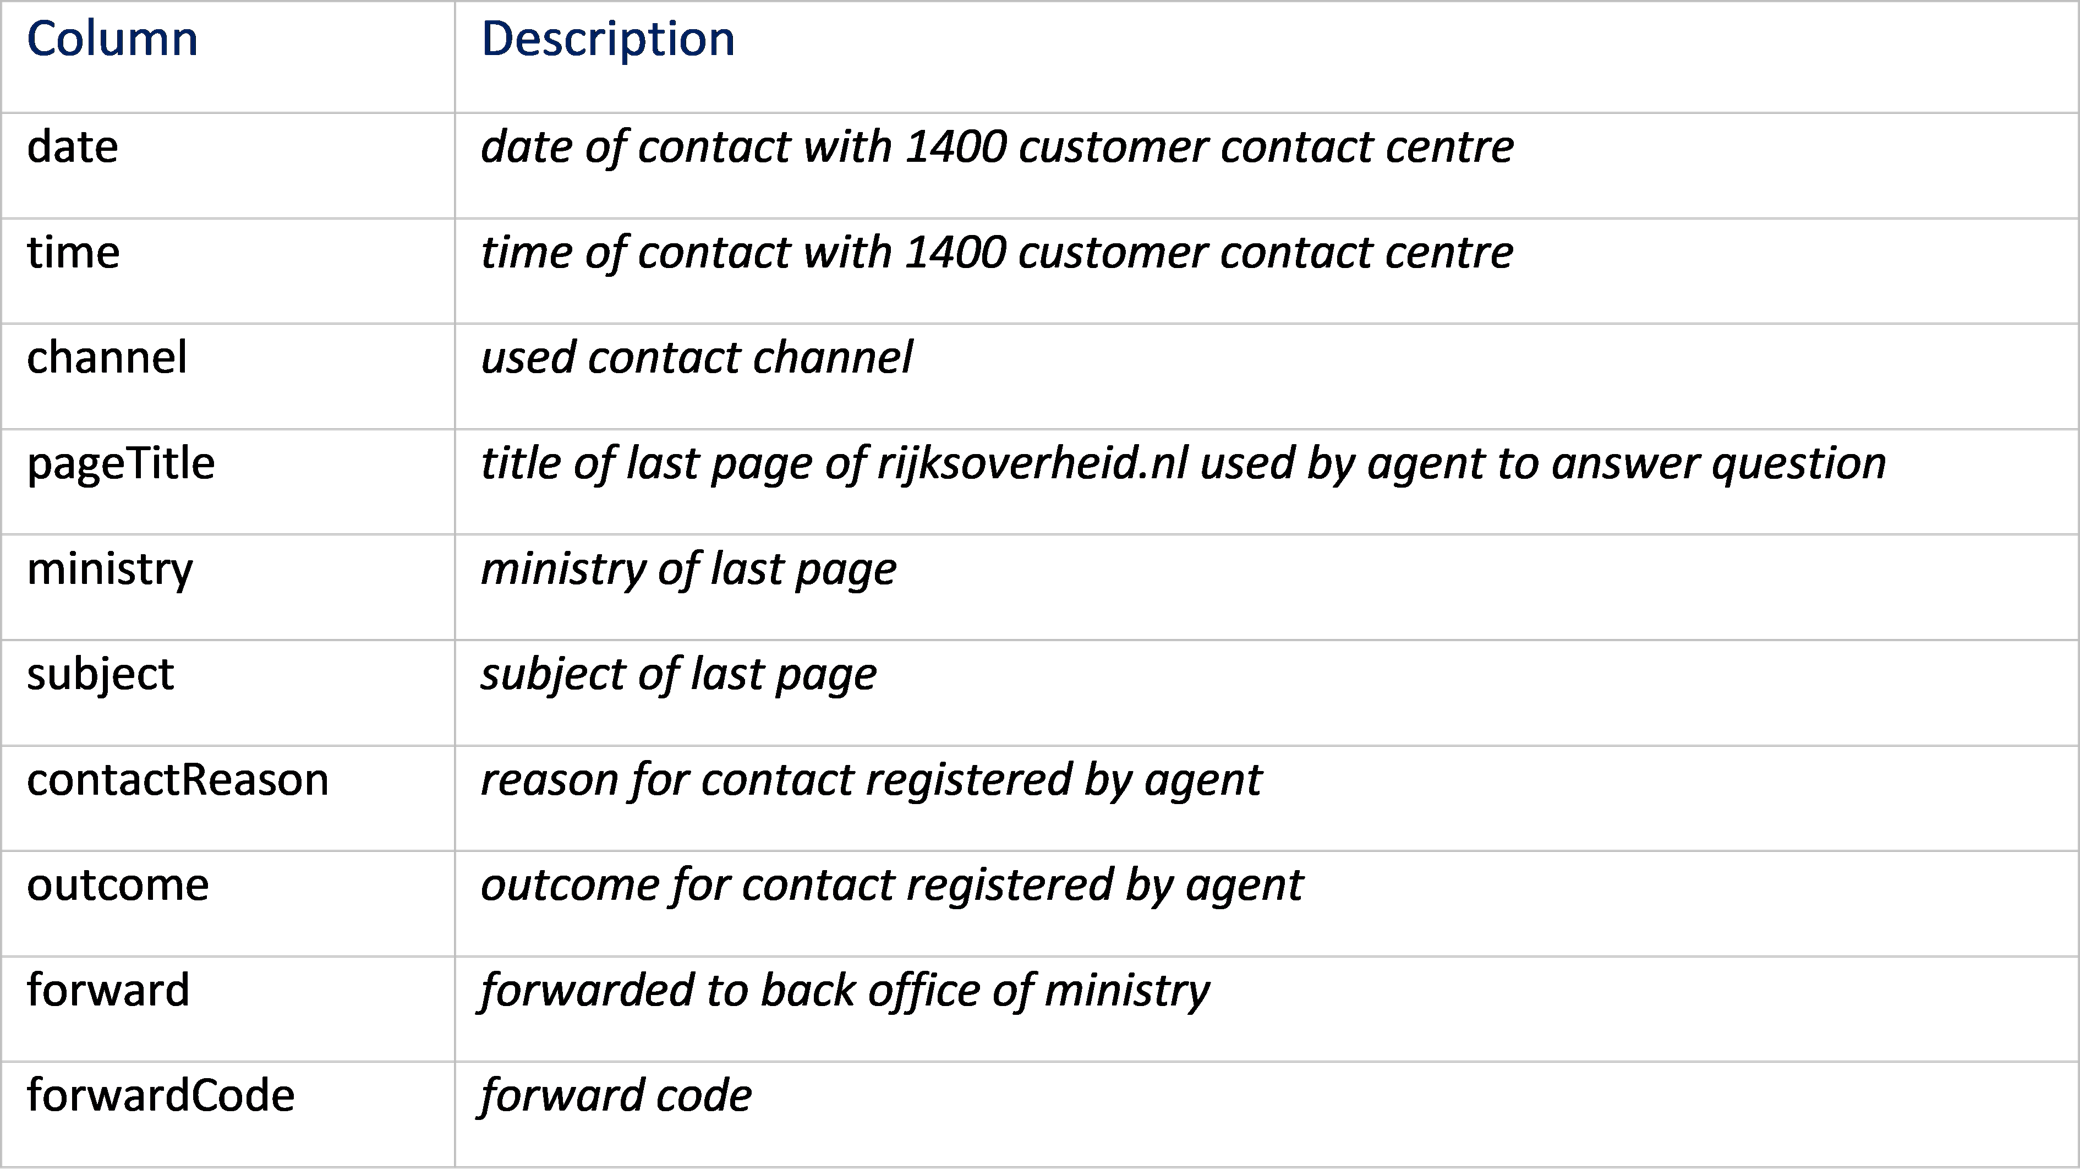 Column Description
date date of contact with 1400 customer contact centre
time time of contact with 1400 customer contact centre
channel used contact channel
pageTitle title of last page of rijksoverheid.nl used by agent to answer question
ministry ministry of last page
subject subject of last page
contactReason reason for contact registered by agent
outcome outcome for contact registered by agent
forward forwarded to back office of ministry
forwardCode forward code